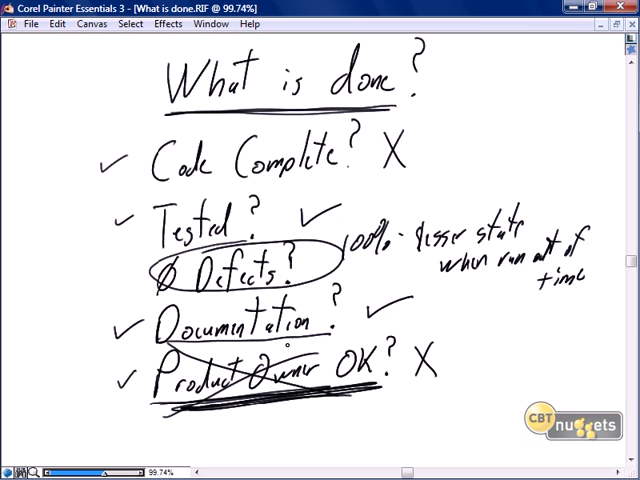 Corel Painter Essentials 3 - [What is done.RIF @ 99.74%]
File Edit Canvas Select Effects Window Help
What is done?
✓ Code Complete? X
✓ Tested? ✓
Ø Defects? 100% - lesser state
when run out of
time
✓ Documentation? ✓
✓ Product Owner OK? X
CBT nuggets
99.74%